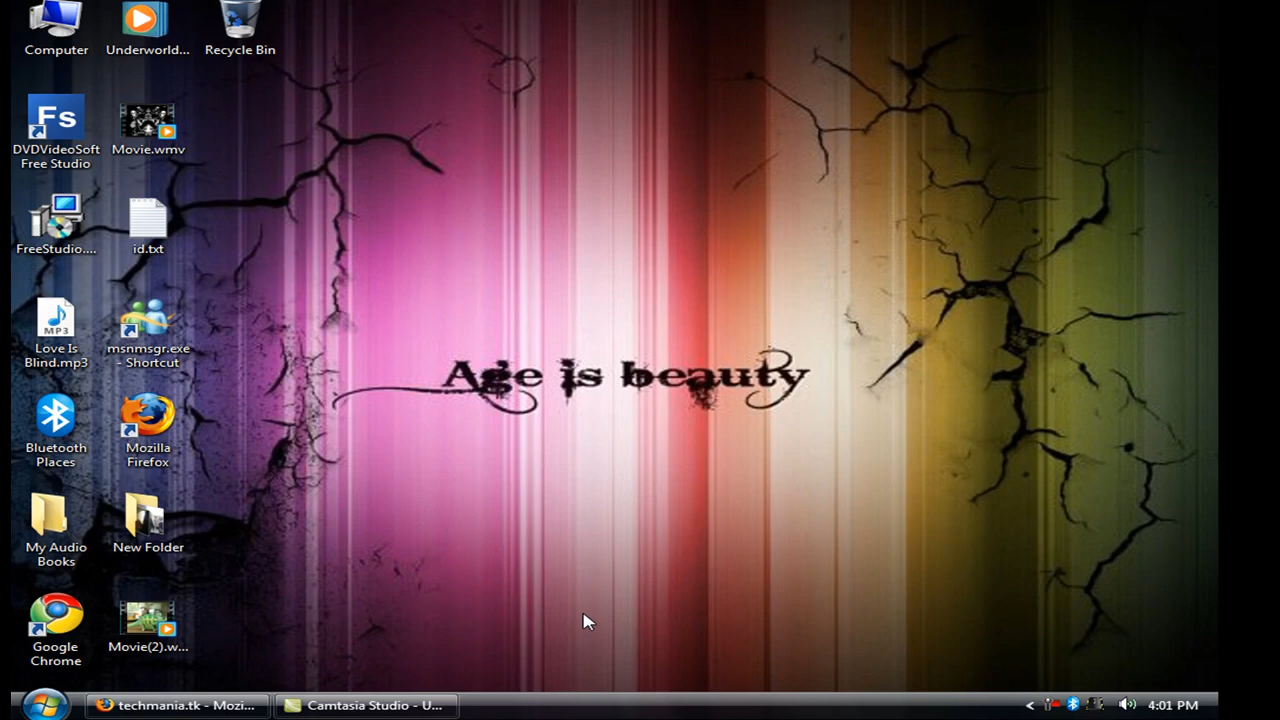 Computer
Underworld...
Recycle Bin
Fs
DVDVideoSoft
Free Studio
Movie.wmv
FreeStudio....
id.txt
MP3
Love Is
Blind.mp3
msnmsgr.exe
- Shortcut
Age is beauty
Bluetooth
Places
Mozilla
Firefox
My Audio
Books
New Folder
Google
Chrome
Movie(2).w...
techmania.tk - Mozi...
Camtasia Studio - U...
4:01 PM